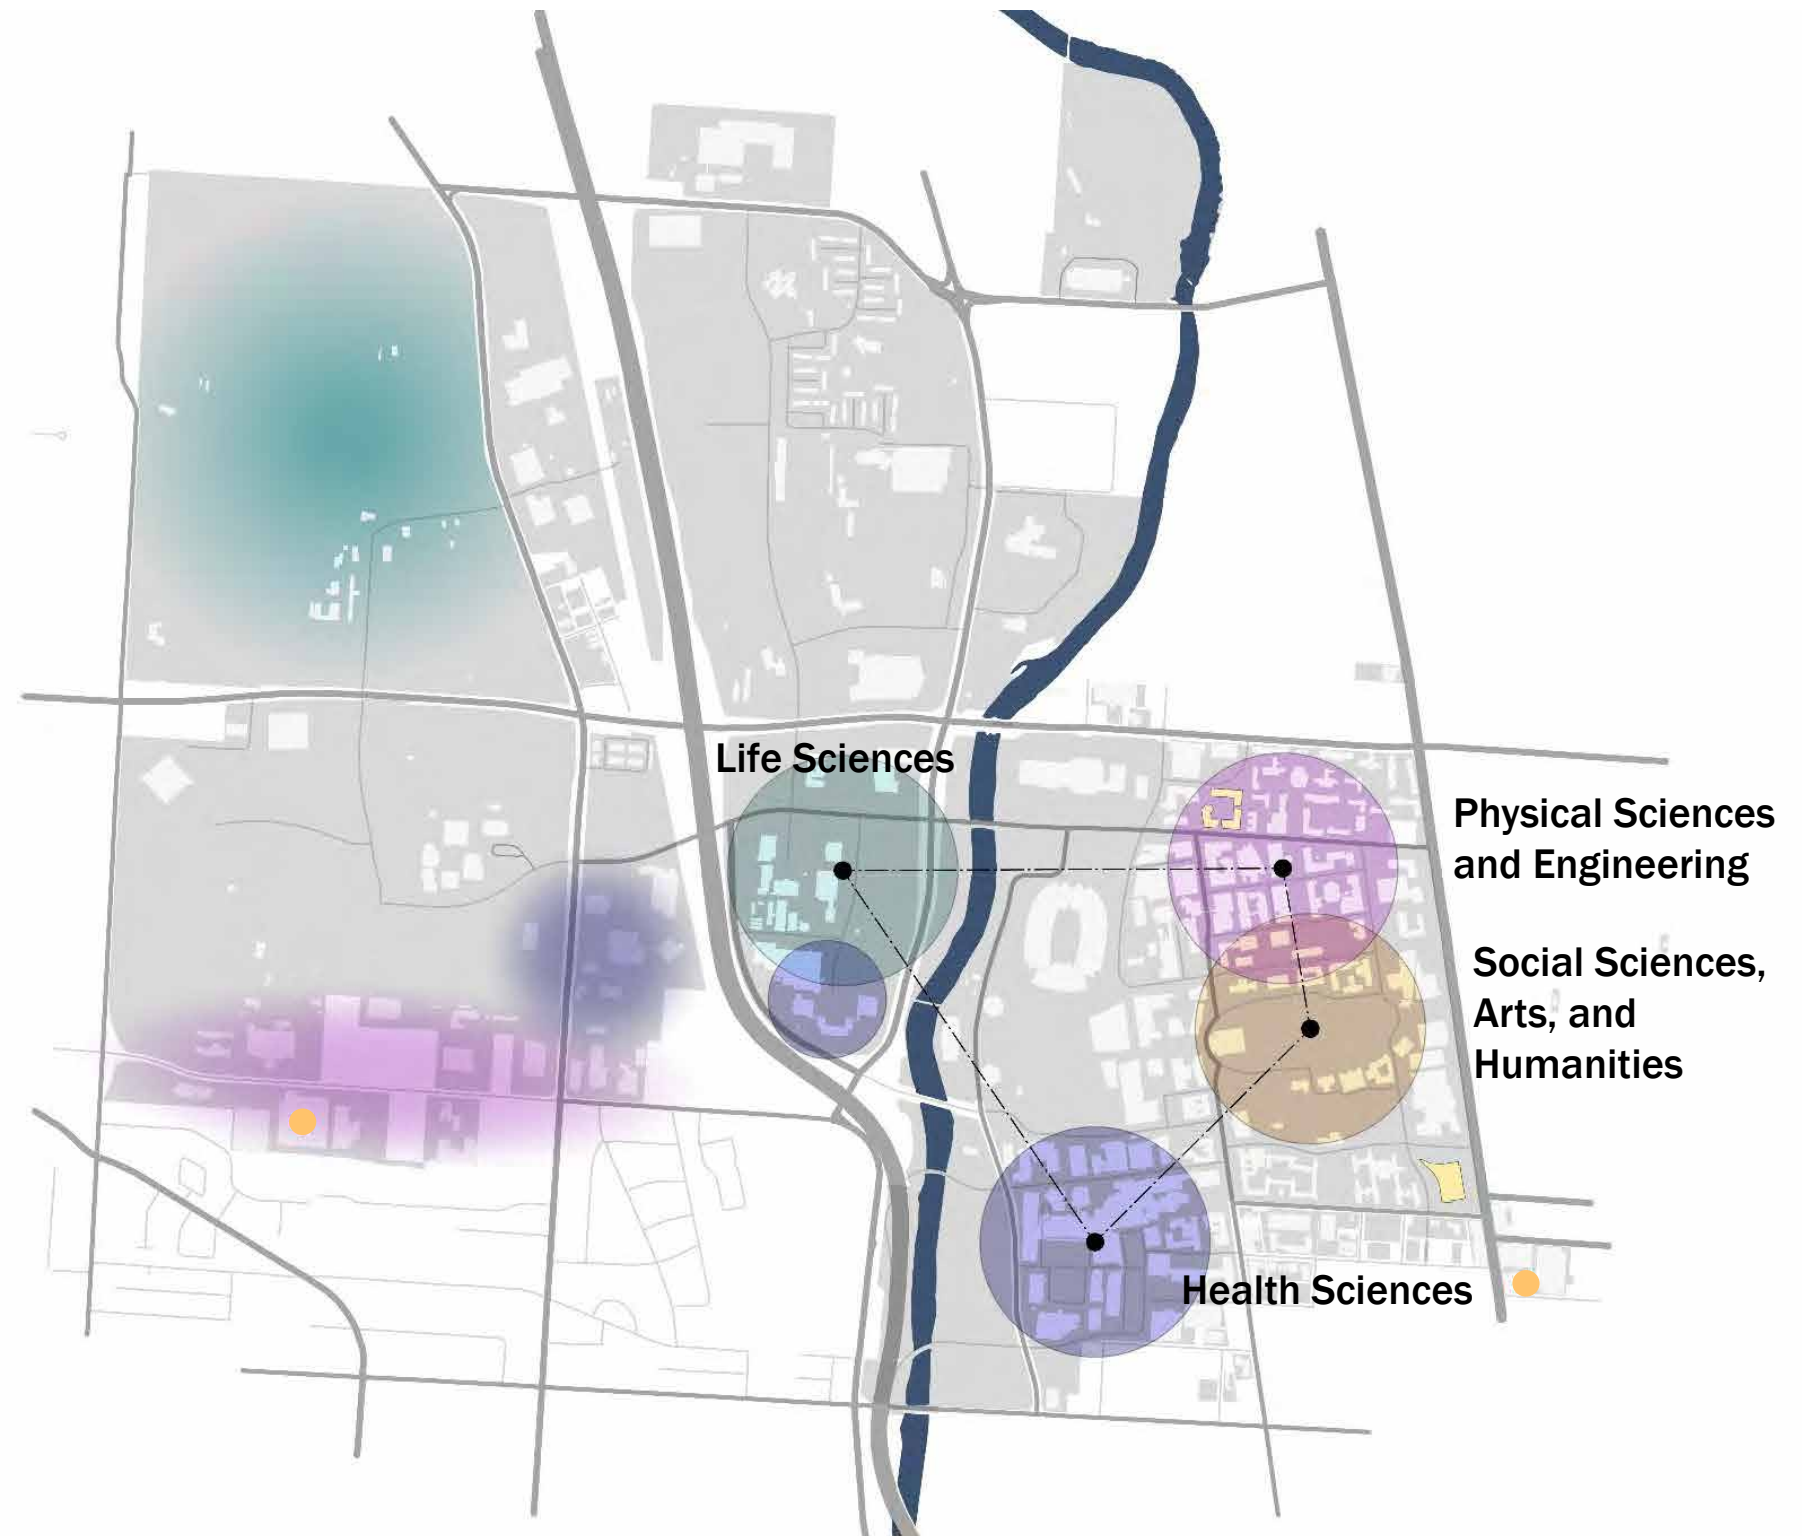 Life Sciences
Physical Sciences
and Engineering
Social Sciences,
Arts, and
Humanities
Health Sciences